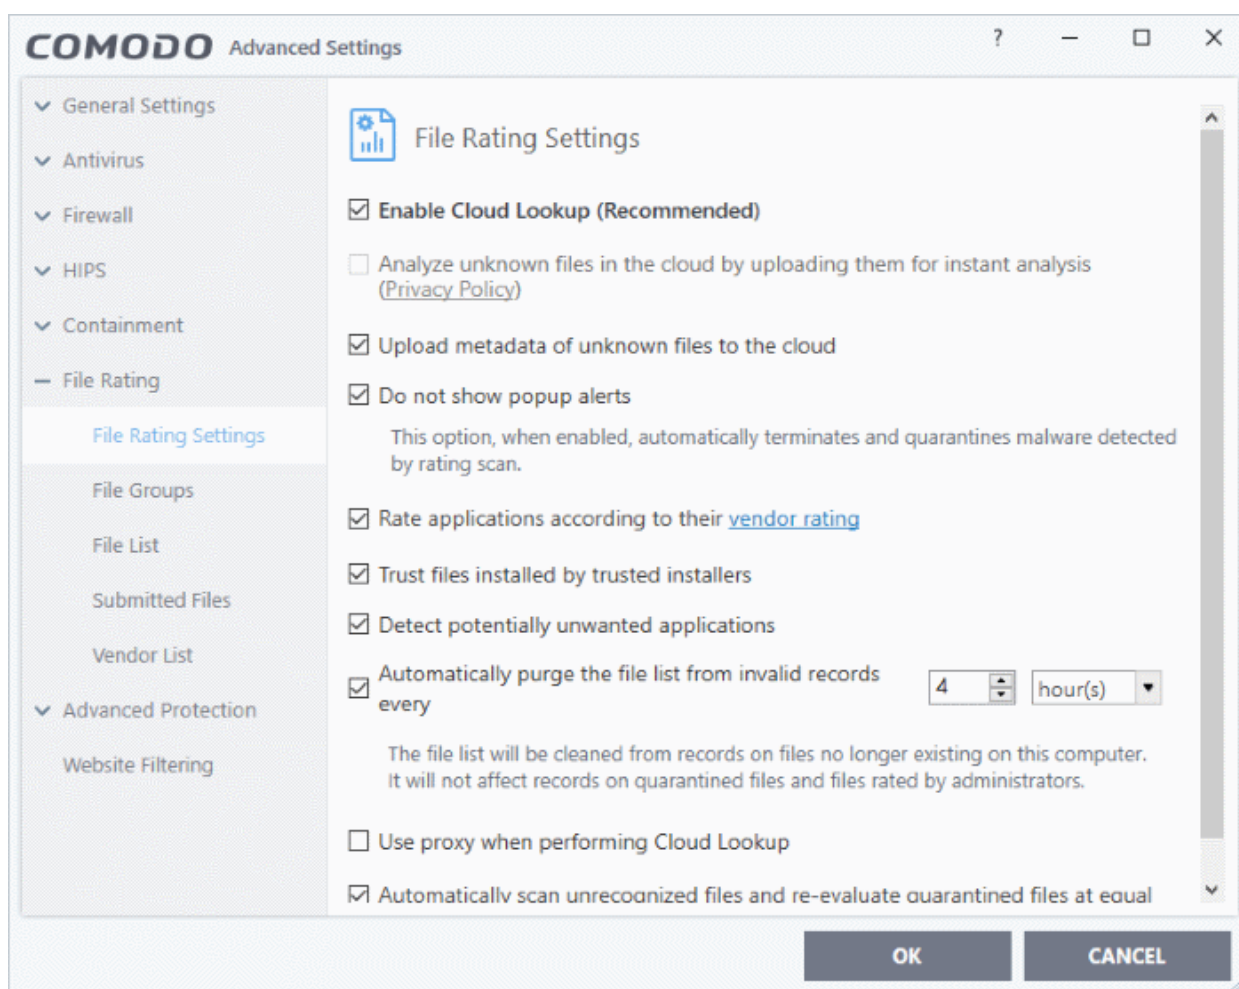 COMODO Advanced Settings
?
General Settings
Antivirus
Firewall
HIPS
Containment
File Rating
File Rating Settings
File Groups
File List
Submitted Files
Vendor List
Advanced Protection
Website Filtering
File Rating Settings
Enable Cloud Lookup (Recommended)
Analyze unknown files in the cloud by uploading them for instant analysis
(Privacy Policy)
Upload metadata of unknown files to the cloud
Do not show popup alerts
This option, when enabled, automatically terminates and quarantines malware detected
by rating scan.
Rate applications according to their vendor rating
Trust files installed by trusted installers
Detect potentially unwanted applications
Automatically purge the file list from invalid records
every
4
hour(s)
The file list will be cleaned from records on files no longer existing on this computer.
It will not affect records on quarantined files and files rated by administrators.
Use proxy when performing Cloud Lookup
Automatically scan unrecognized files and re-evaluate quarantined files at equal
OK
CANCEL